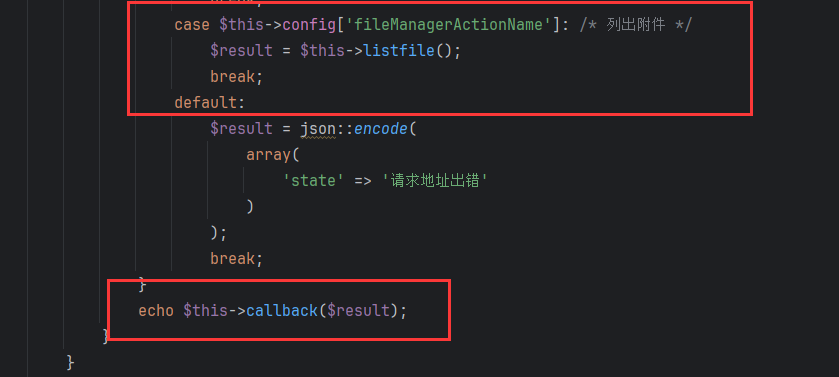 case $this->config['fileManagerActionName']: /* 列出附件 */
$result = $this->listfile();
break;
default:
$result = json::encode(
array(
'state' => '请求地址出错'
)
);
break;
}
echo $this->callback($result);
}
}